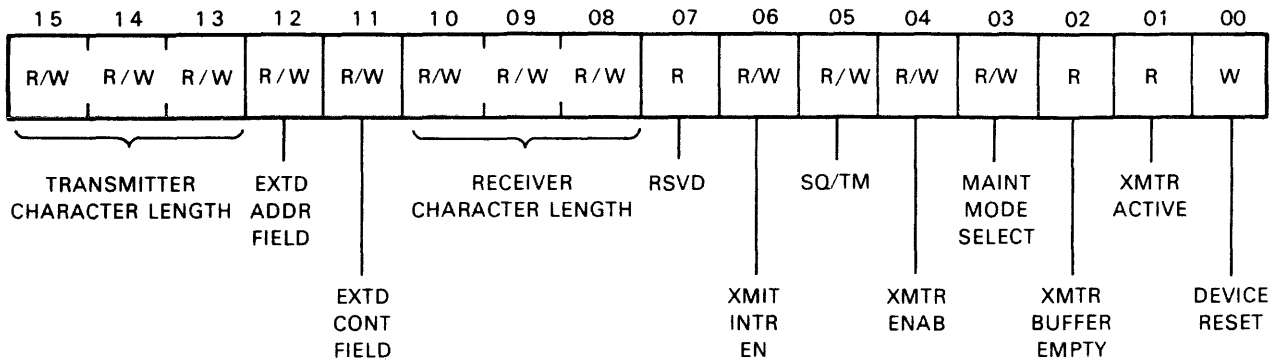 15 14 13 12 11 10 09 08 07 06 05 04 03 02 01 00
R/W R/W R/W R/W R/W R/W R/W R/W R R/W R/W R/W R/W R R W
TRANSMITTER
CHARACTER LENGTH
EXTD
ADDR
FIELD
EXTD
CONT
FIELD
RECEIVER
CHARACTER LENGTH
RSVD
XMIT
INTR
EN
SQ/TM
XMTR
ENAB
MAINT
MODE
SELECT
XMTR
BUFFER
EMPTY
XMTR
ACTIVE
DEVICE
RESET